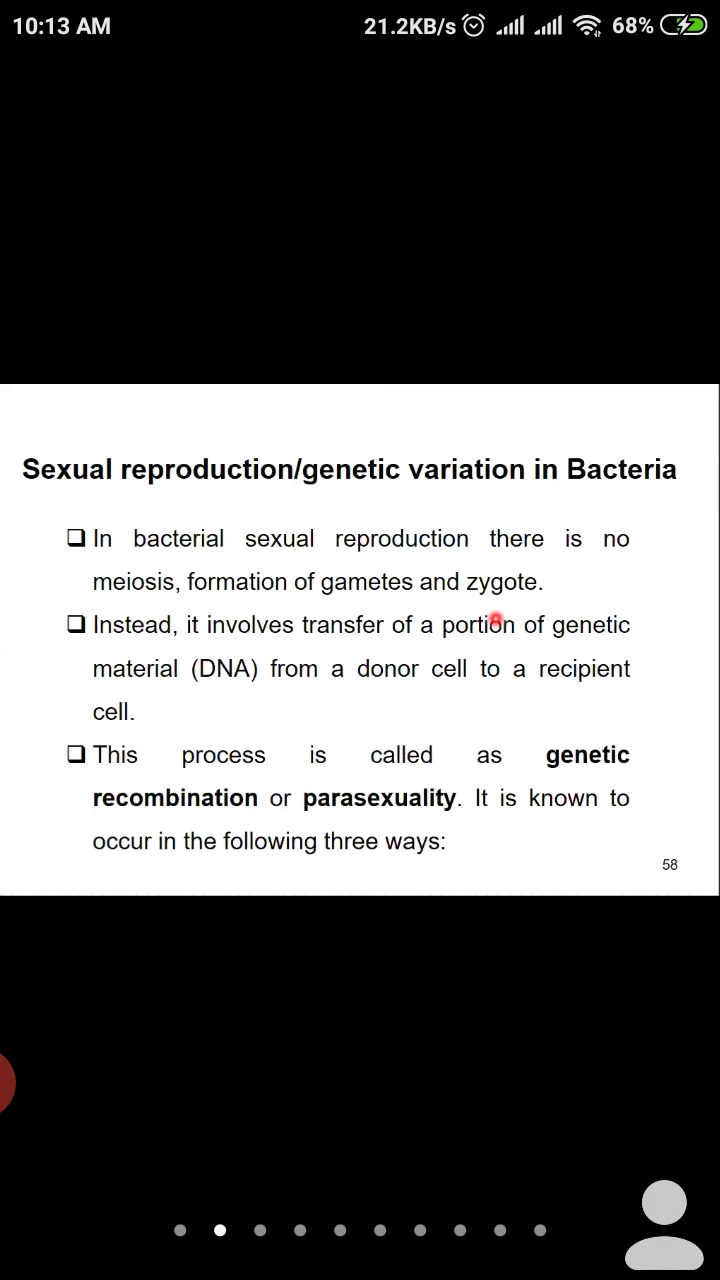 10:13 AM 21.2KB/s 68%
Sexual reproduction/genetic variation in Bacteria
❑ In bacterial sexual reproduction there is no
meiosis, formation of gametes and zygote.
❑ Instead, it involves transfer of a portion of genetic
material (DNA) from a donor cell to a recipient
cell.
❑ This process is called as genetic
recombination or parasexuality. It is known to
occur in the following three ways:
58